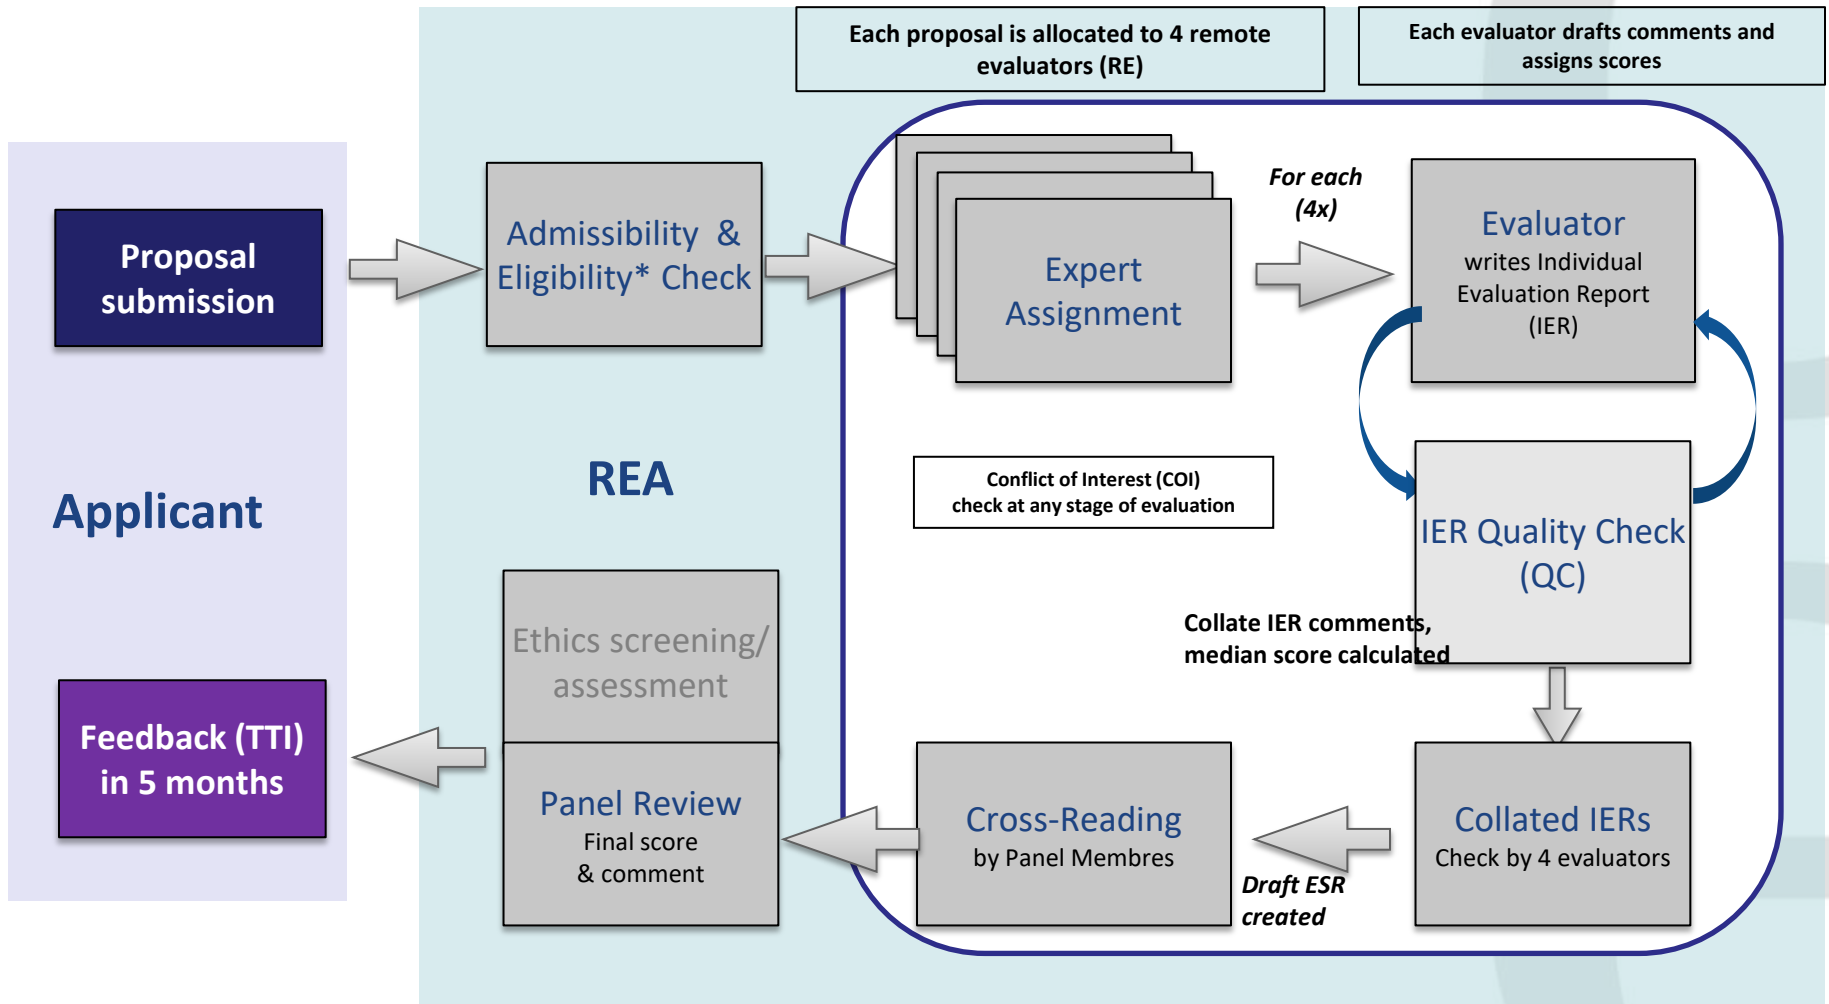 Each proposal is allocated to 4 remote
evaluators (RE)
Each evaluator drafts comments and
assigns scores
Proposal
submission
Admissibility &
Eligibility* Check
Expert
Assignment
For each
(4x)
Evaluator
writes Individual
Evaluation Report
(IER)
Applicant
REA
Conflict of Interest (COI)
check at any stage of evaluation
IER Quality Check
(QC)
Collate IER comments,
median score calculated
Ethics screening/
assessment
Feedback (TTI)
in 5 months
Panel Review
Final score
& comment
Cross-Reading
by Panel Membres
Draft ESR
created
Collated IERs
Check by 4 evaluators